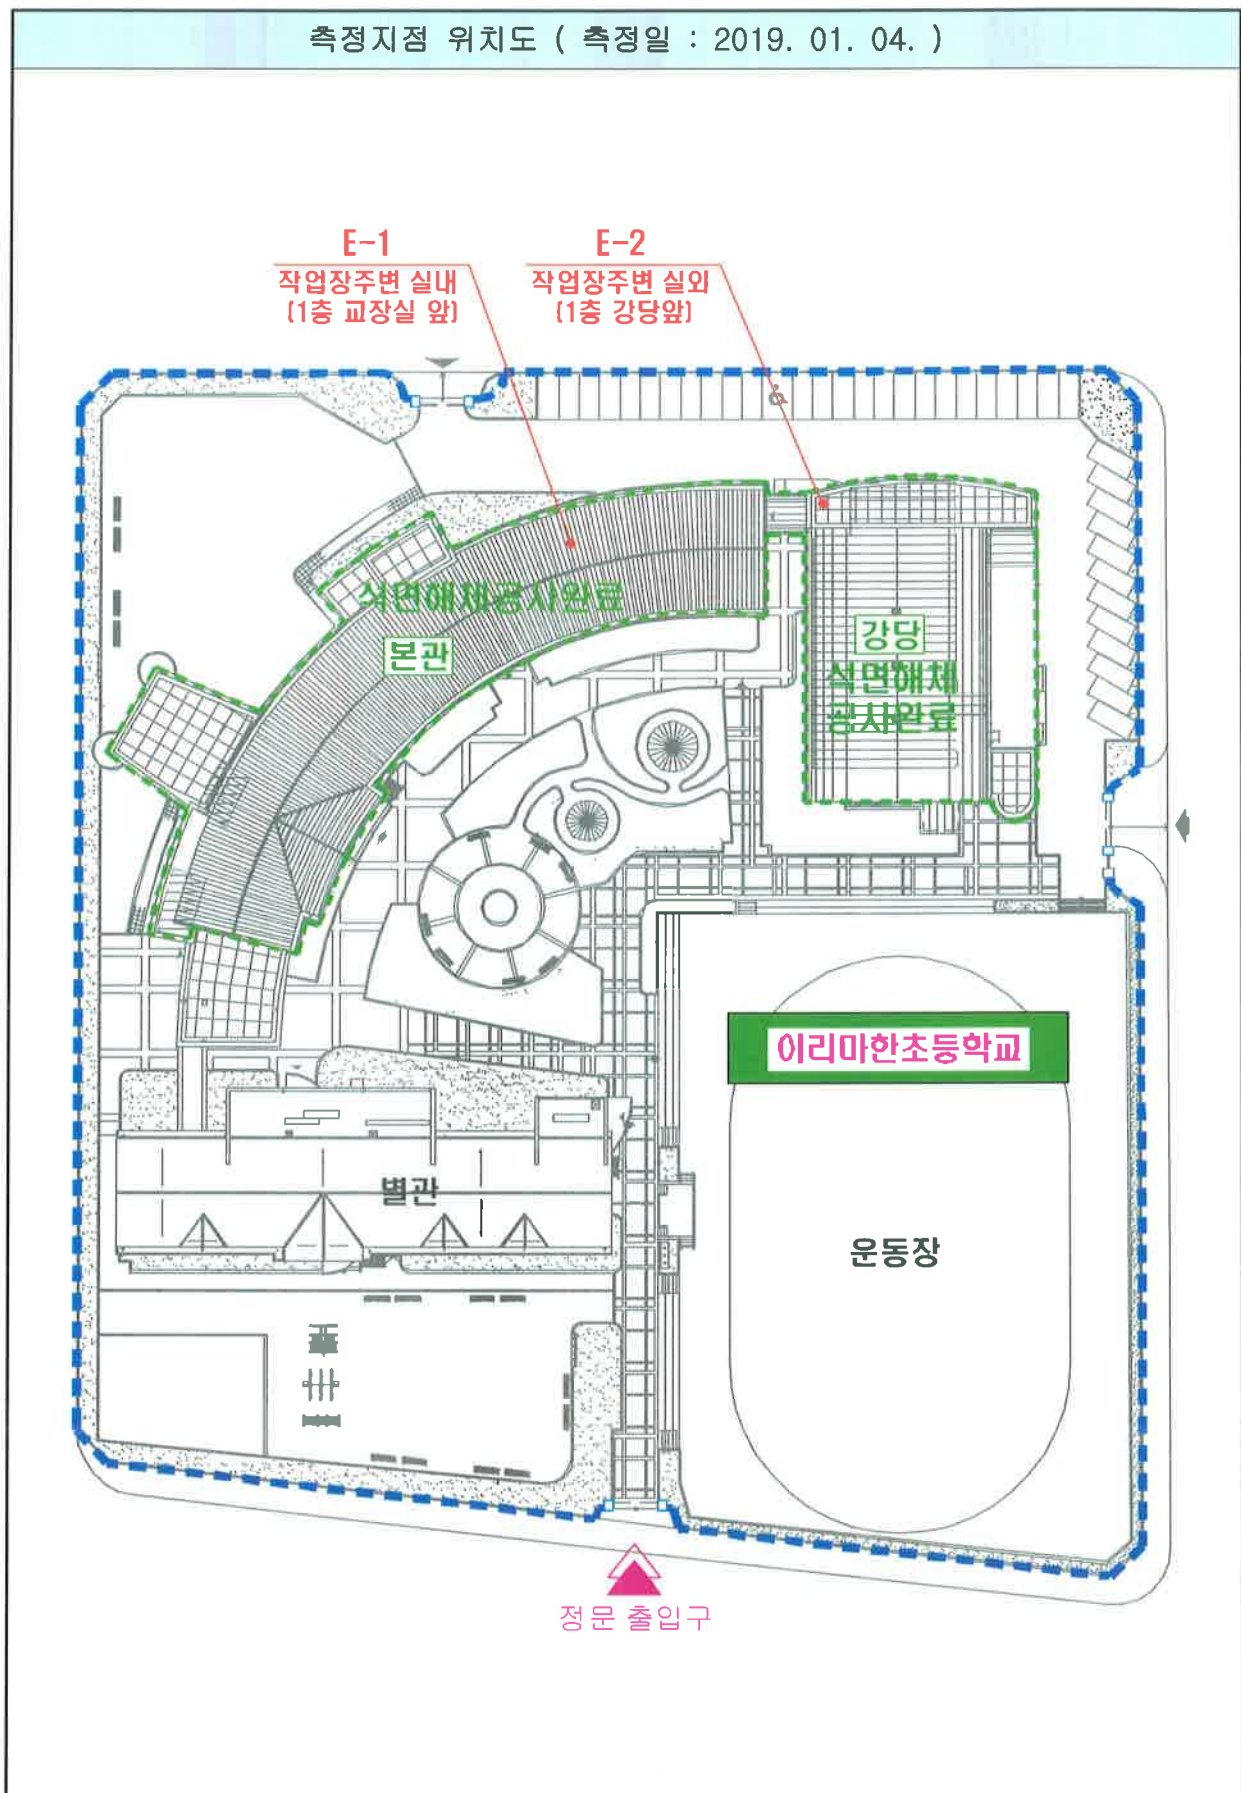 측정지점 위치도 ( 측정일 : 2019. 01. 04. )
E-1
작업장주변 실내
(1층 교장실 앞)
E-2
작업장주변 실외
(1층 강당앞)
석면해체공사완료
본관
강당
석면해체
공사완료
이리마한초등학교
별관
운동장
정문 출입구